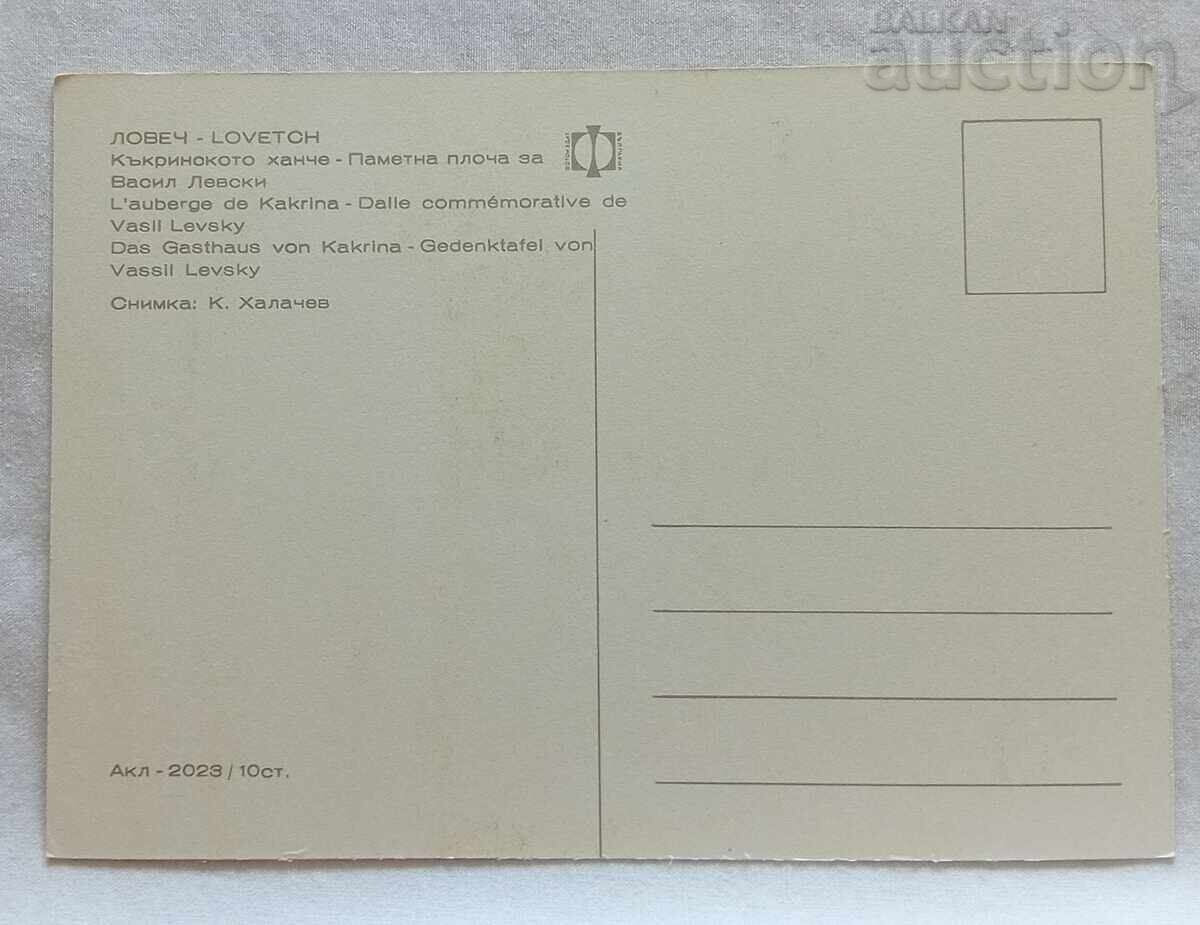 BALKAN
auction
ЛОВЕЧ - LOVETCH
Къкринското ханче - Паметна плоча за
Васил Левски
L'auberge de Kakrina - Dalle commémorative de
Vasil Levsky
Das Gasthaus von Kakrina - Gedenktafel von
Vassil Levsky
Снимка: К. Халачев
Акл - 2023 / 10ст.